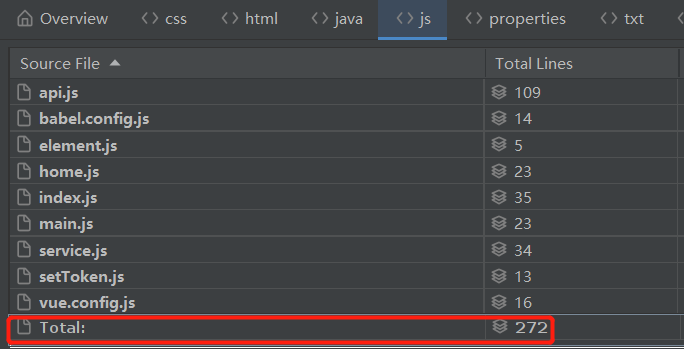 Overview css html java js properties txt
Source File Total Lines
api.js 109
babel.config.js 14
element.js 5
home.js 23
index.js 35
main.js 23
service.js 34
setToken.js 13
vue.config.js 16
Total: 272